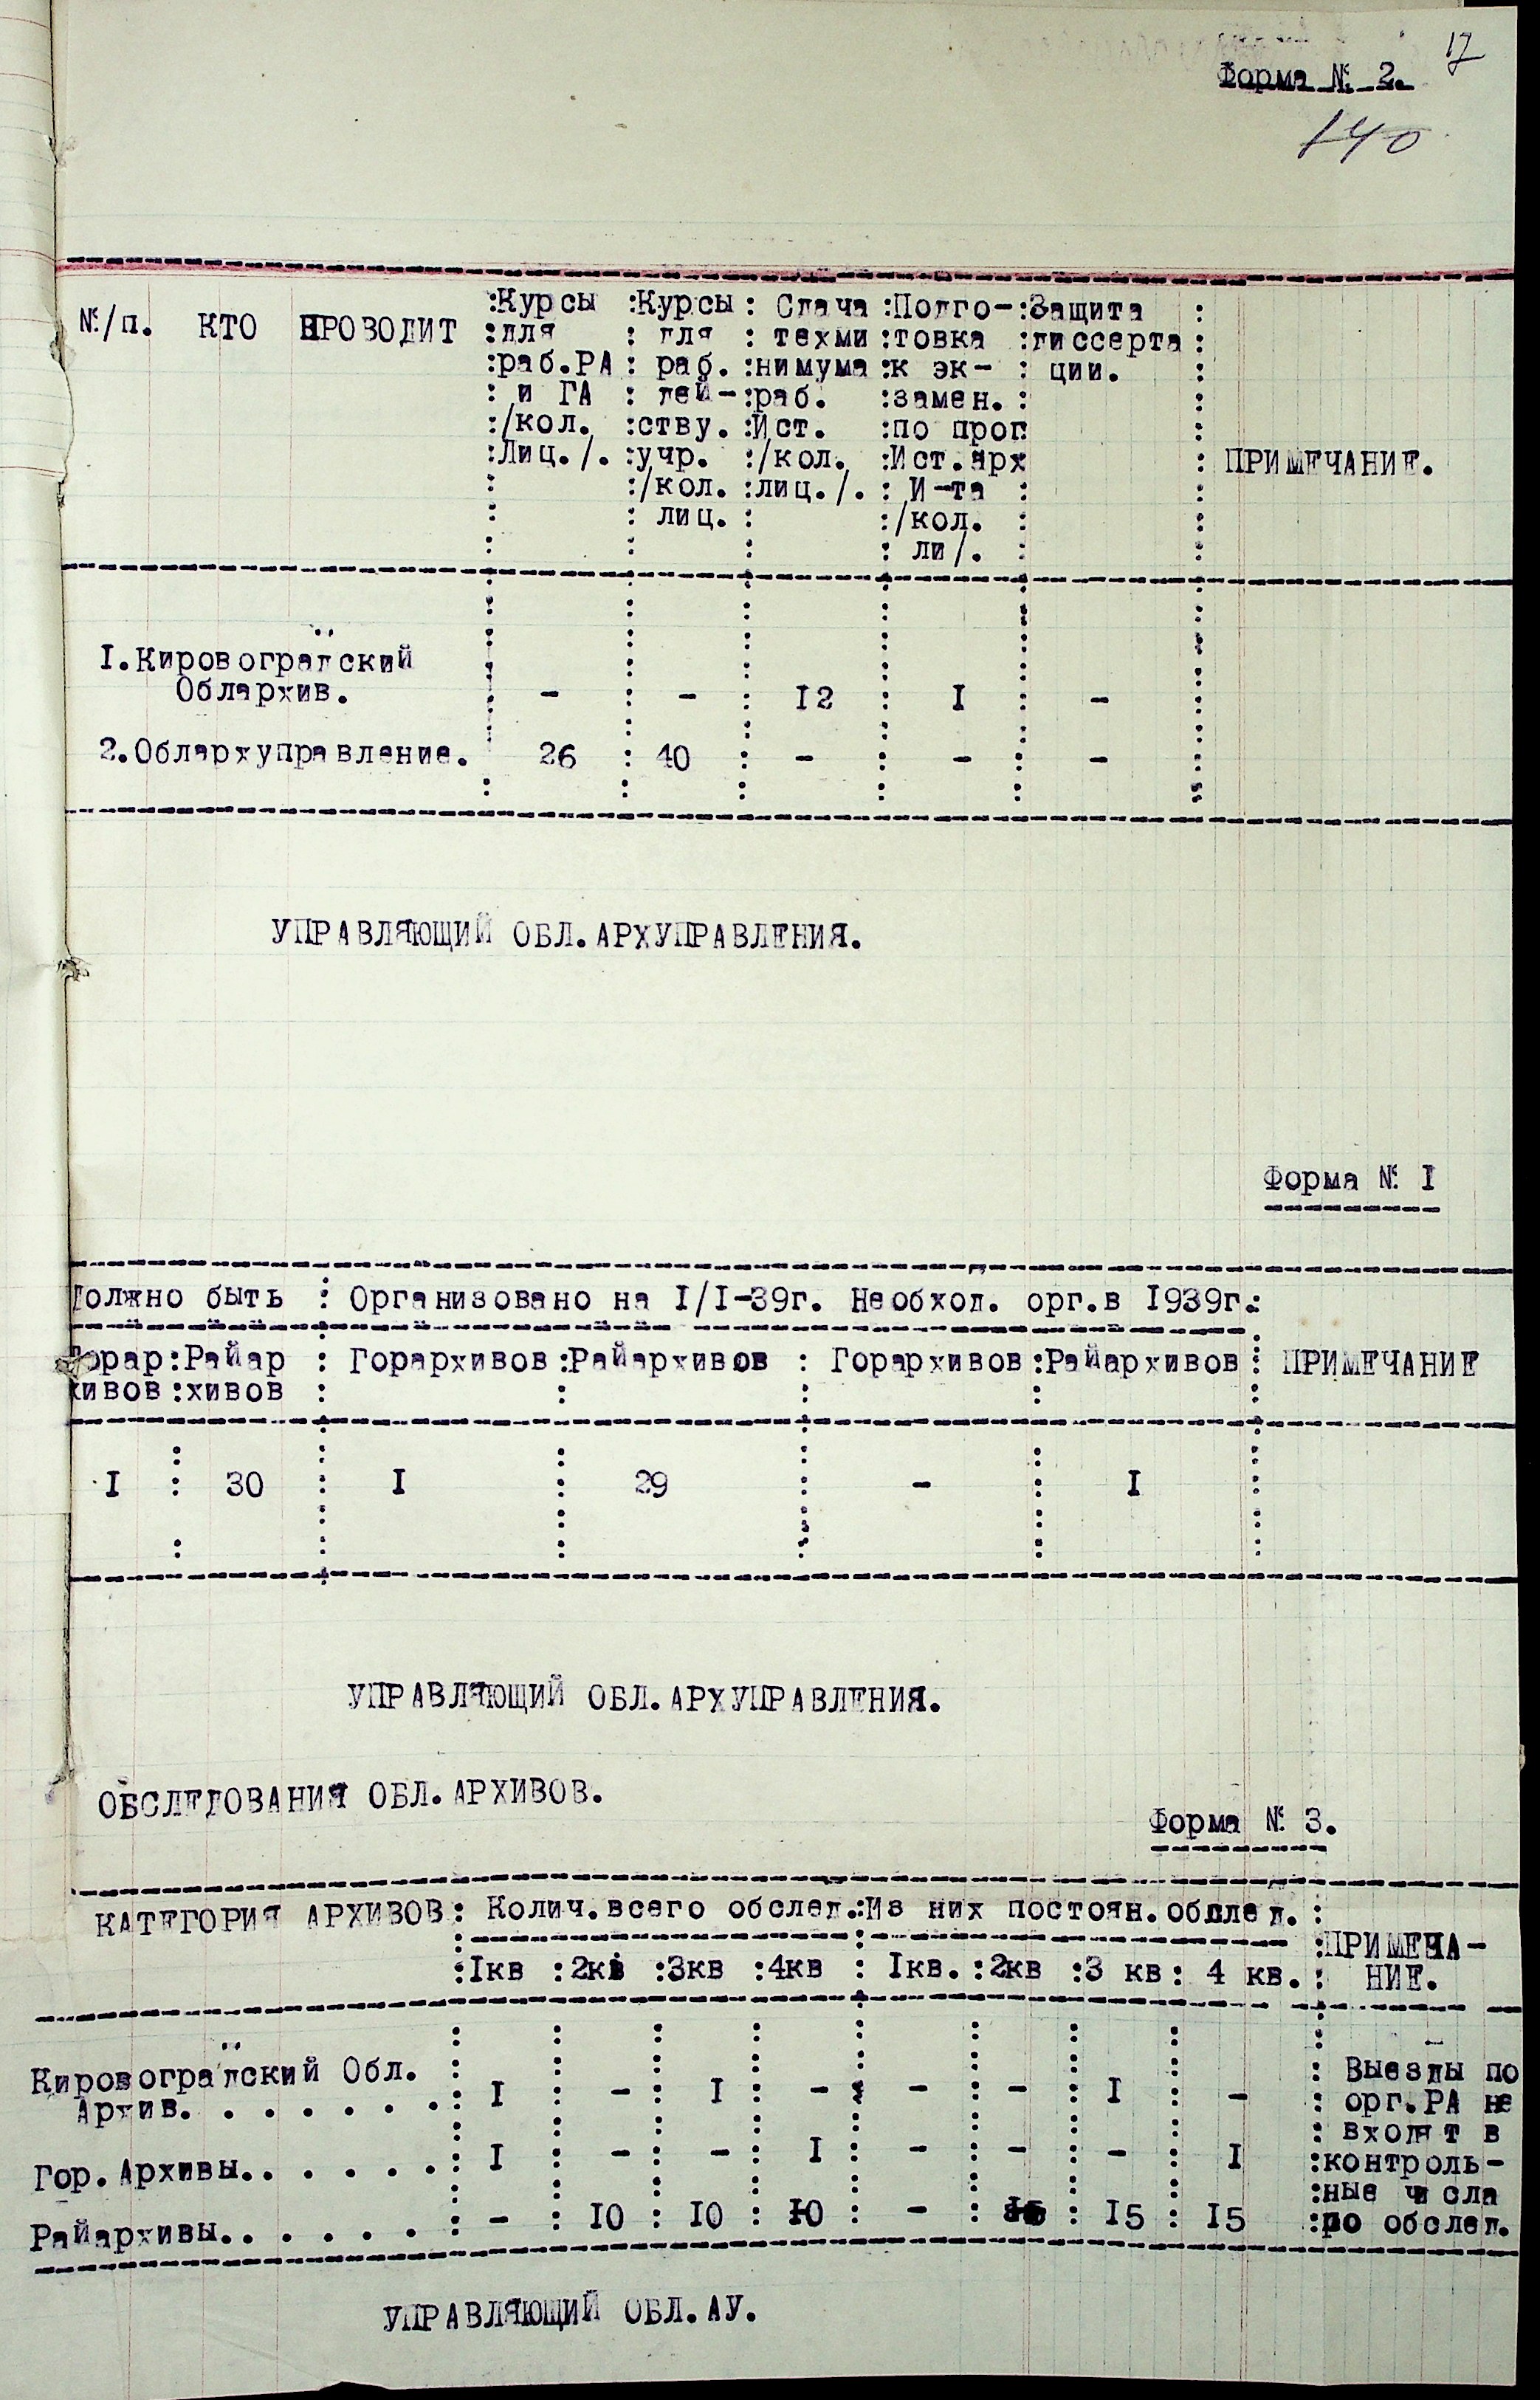 17
Форма № 2.
140
№/п. КТО ПРОВОДИТ :Курсы :Курсы : Сдача :Подго-:Защита :
:для : для : техми :товка :диссерта :
:раб.РА : раб. :нимума :к эк- : ции. :
: и ГА : дей-:раб. :замен. : :
:/кол. :ству. :Ист. :по прог :
:Лиц./. :учр. :/кол. :Ист.арх : ПРИМЕЧАНИЕ.
: :/кол. :лиц./. : И-та :
: : лиц. : :/кол. :
: : : : ли/. : :
1.Кировоградский
Облархив. - : - : 12 : I : -
2.Облархуправление. 26 : 40 : - : - : - :
УПРАВЛЯЮЩИЙ ОБЛ.АРХУПРАВЛЕНИЯ.
Форма № I
Должно быть : Организовано на I/I-39г. Необход. орг.в 1939г.:
Горар:Райар : Горархивов :Райархивов : Горархивов :Райархивов : ПРИМЕЧАНИЕ
хивов :хивов : : : : :
I : 30 : I : 29 : - : I :
УПРАВЛЯЮЩИЙ ОБЛ.АРХУПРАВЛЕНИЯ.
ОБСЛЕДОВАНИЯ ОБЛ.АРХИВОВ.
Форма № 3.
КАТЕГОРИЯ АРХИВОВ: Колич.всего обслед.:Из них постоян.обслед. :
:ПРИМЕЧА-
:Iкв :2кв :3кв :4кв : Iкв. :2кв :3 кв: 4 кв. : НИЕ.
Кировоградский Обл. : Выезды по
Архив. . . . . . . : I : - : I : - : - : - : I : - : орг.РА не
: входят в
Гор.Архивы. . . . . . : I : - : - : I : - : - : - : I :контроль-
:ные числа
Райархивы. . . . . . : - : 10 : 10 : 10 : - : : 15 : 15 :по обслед.
УПРАВЛЯЮЩИЙ ОБЛ.АУ.